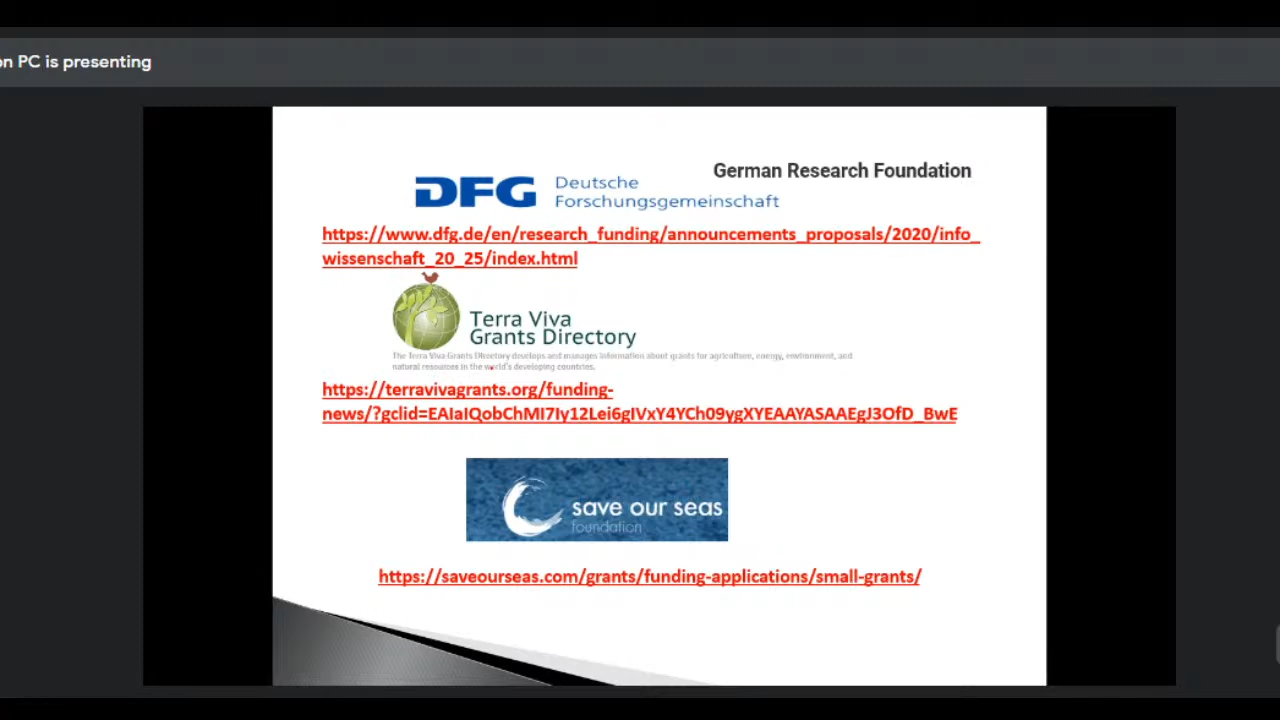 on PC is presenting
German Research Foundation
DFG Deutsche
Forschungsgemeinschaft
https://www.dfg.de/en/research_funding/announcements_proposals/2020/info_
wissenschaft_20_25/index.html
Terra Viva
Grants Directory
The Terra Viva Grants Directory develops and manages information about grants for agriculture, energy, environment, and
natural resources in the world's developing countries.
https://terravivagrants.org/funding-
news/?gclid=EAIaIQobChMI7Iy12Lei6gIVxY4YCh09ygXYEAAYASAAEgJ3OfD_BwE
save our seas
foundation
https://saveourseas.com/grants/funding-applications/small-grants/